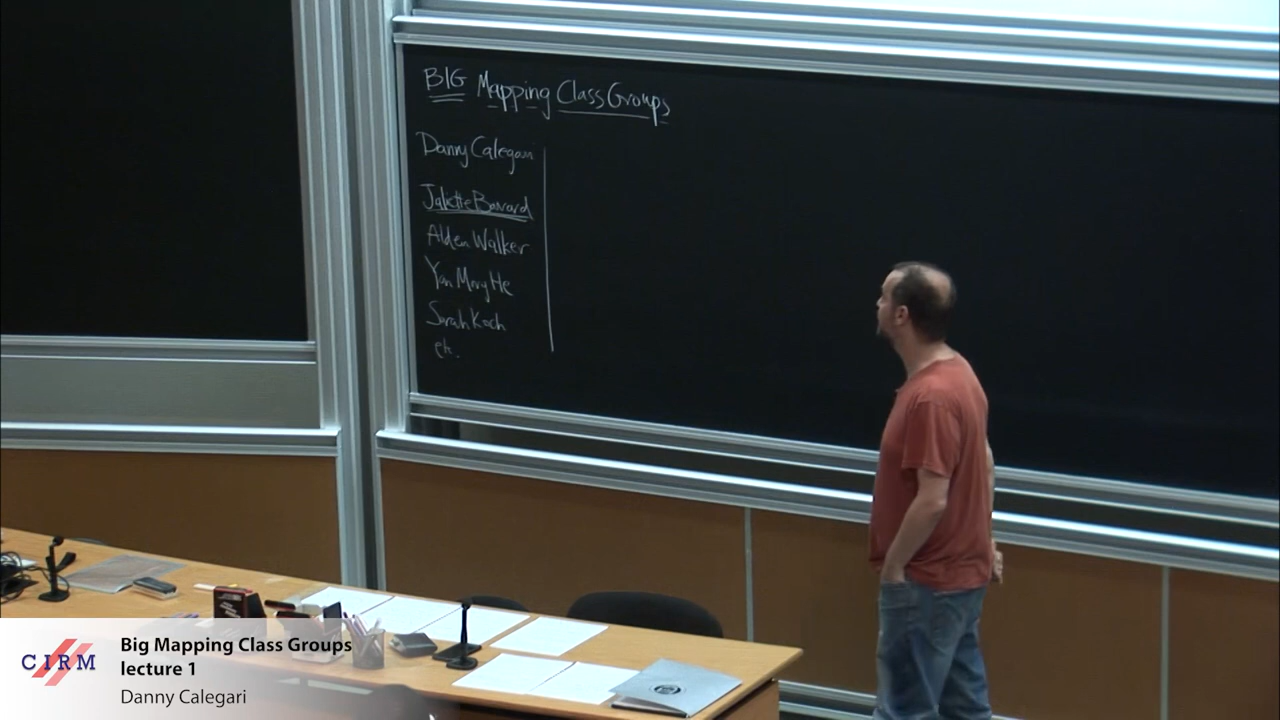 BIG Mapping Class Groups
Danny Calegari
Juliette Bavard
Alden Walker
Yan Mary He
Sarah Koch
etc.
CIRM
Big Mapping Class Groups
lecture 1
Danny Calegari